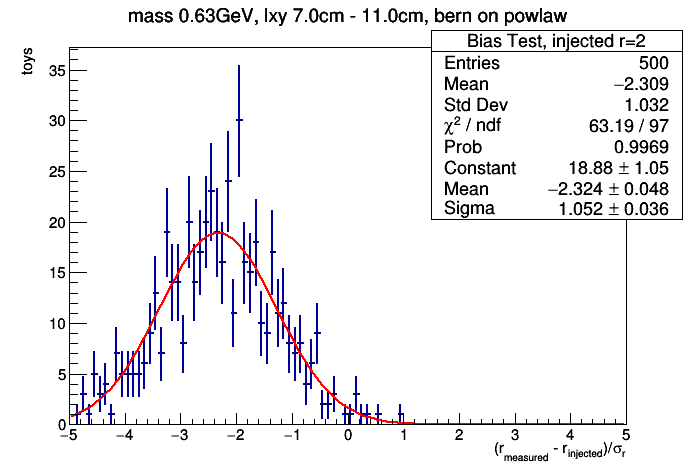 mass 0.63GeV, lxy 7.0cm - 11.0cm, bern on powlaw
toys
Bias Test, injected r=2
Entries 500
Mean −2.309
Std Dev 1.032
χ² / ndf 63.19 / 97
Prob 0.9969
Constant 18.88 ± 1.05
Mean −2.324 ± 0.048
Sigma 1.052 ± 0.036
35
30
25
20
15
10
5
0
−5 −4 −3 −2 −1 0 1 2 3 4 5
(r_measured - r_injected)/σ_r